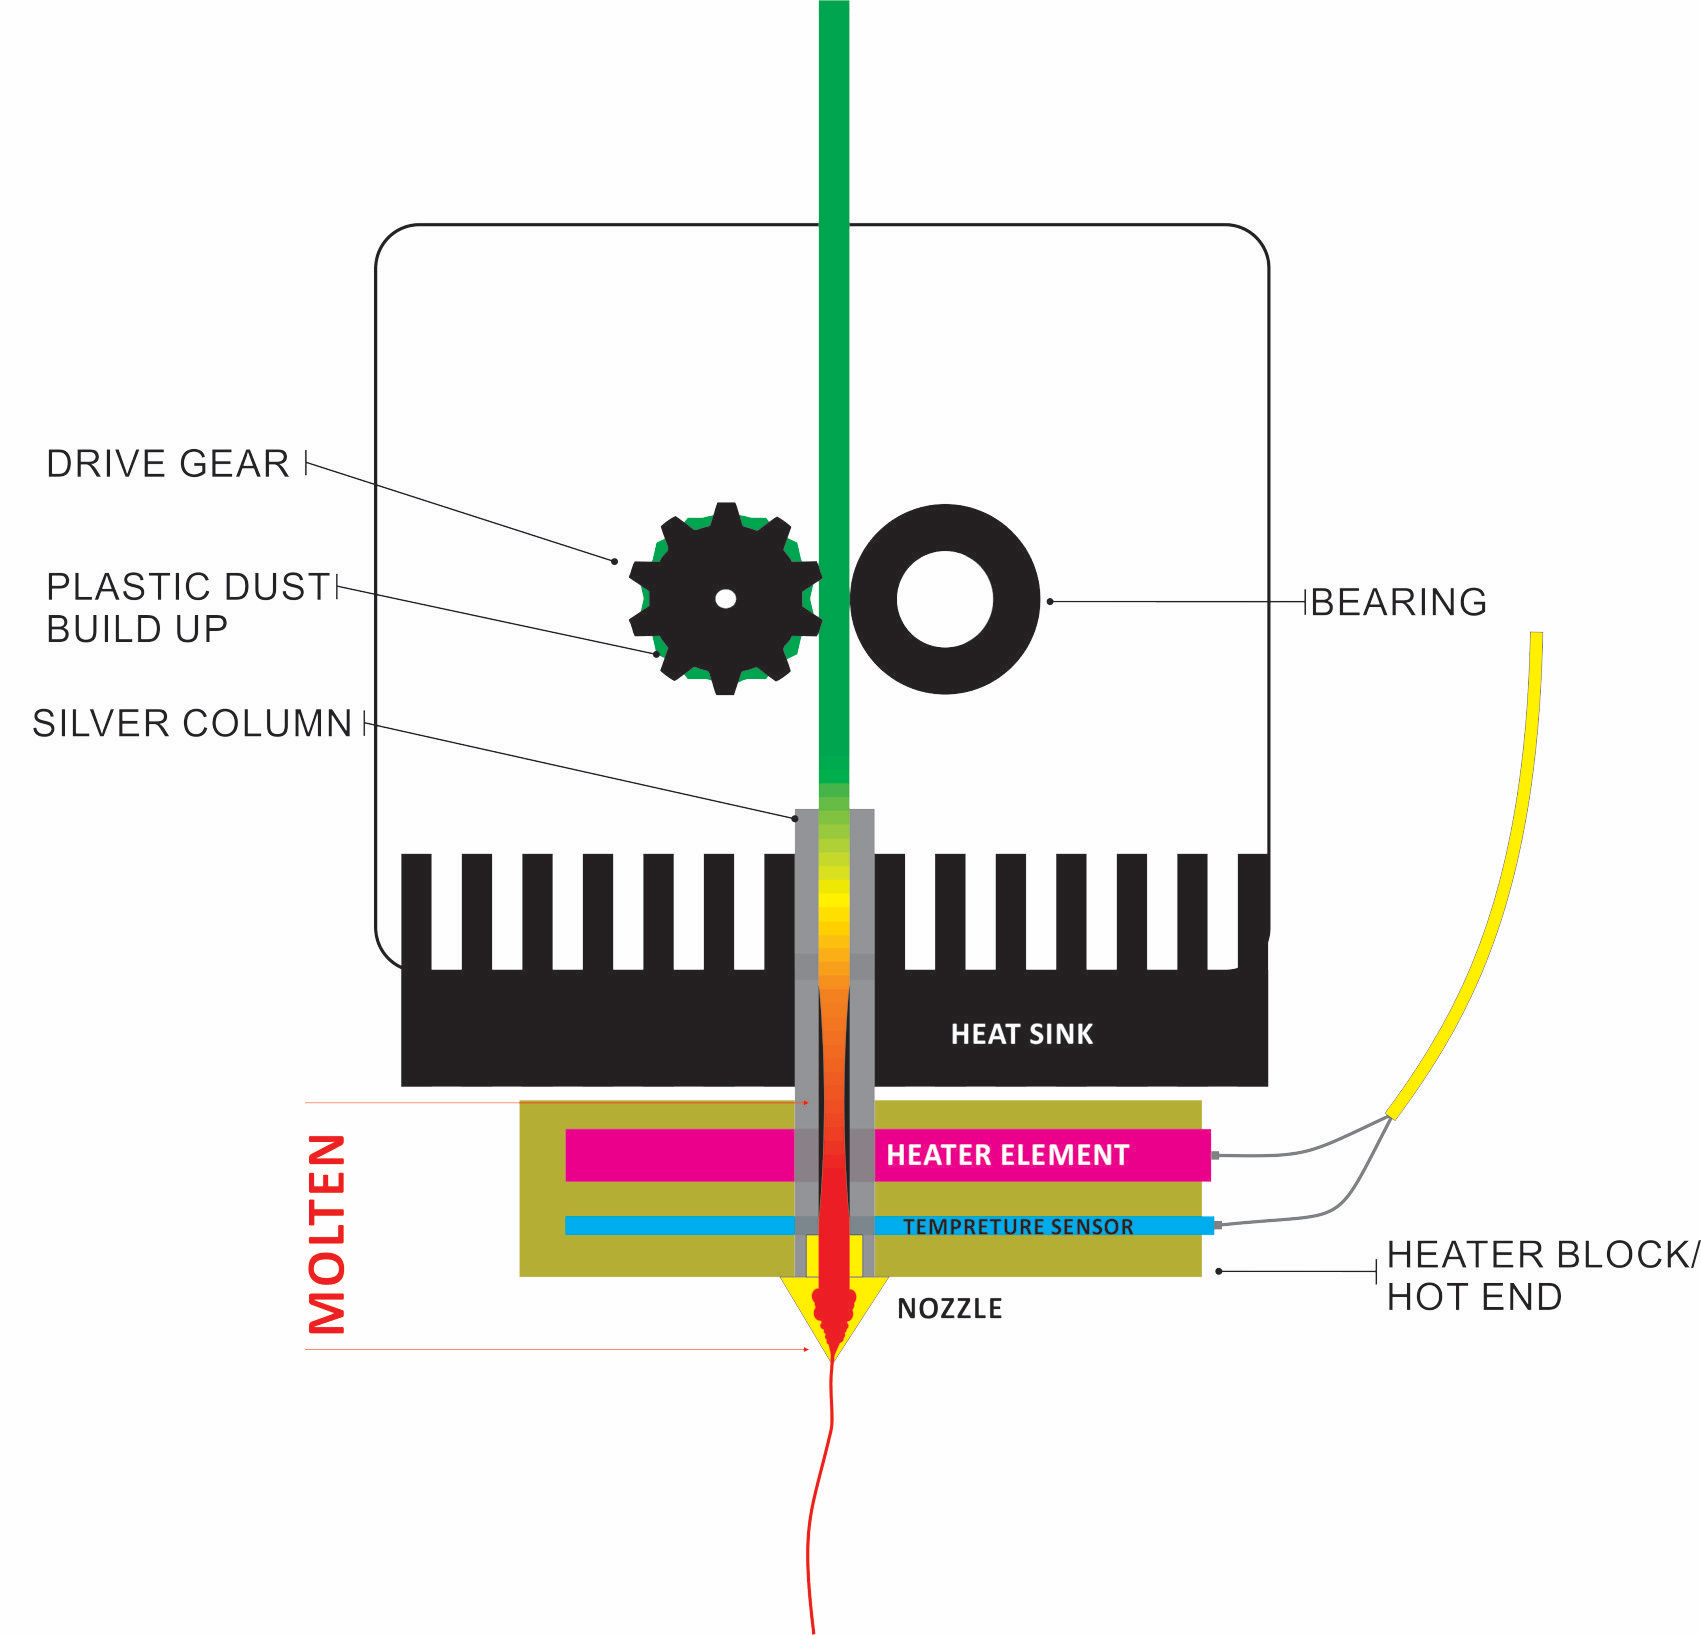 DRIVE GEAR
PLASTIC DUST
BUILD UP
BEARING
SILVER COLUMN
HEAT SINK
MOLTEN
HEATER ELEMENT
TEMPRETURE SENSOR
HEATER BLOCK/
HOT END
NOZZLE